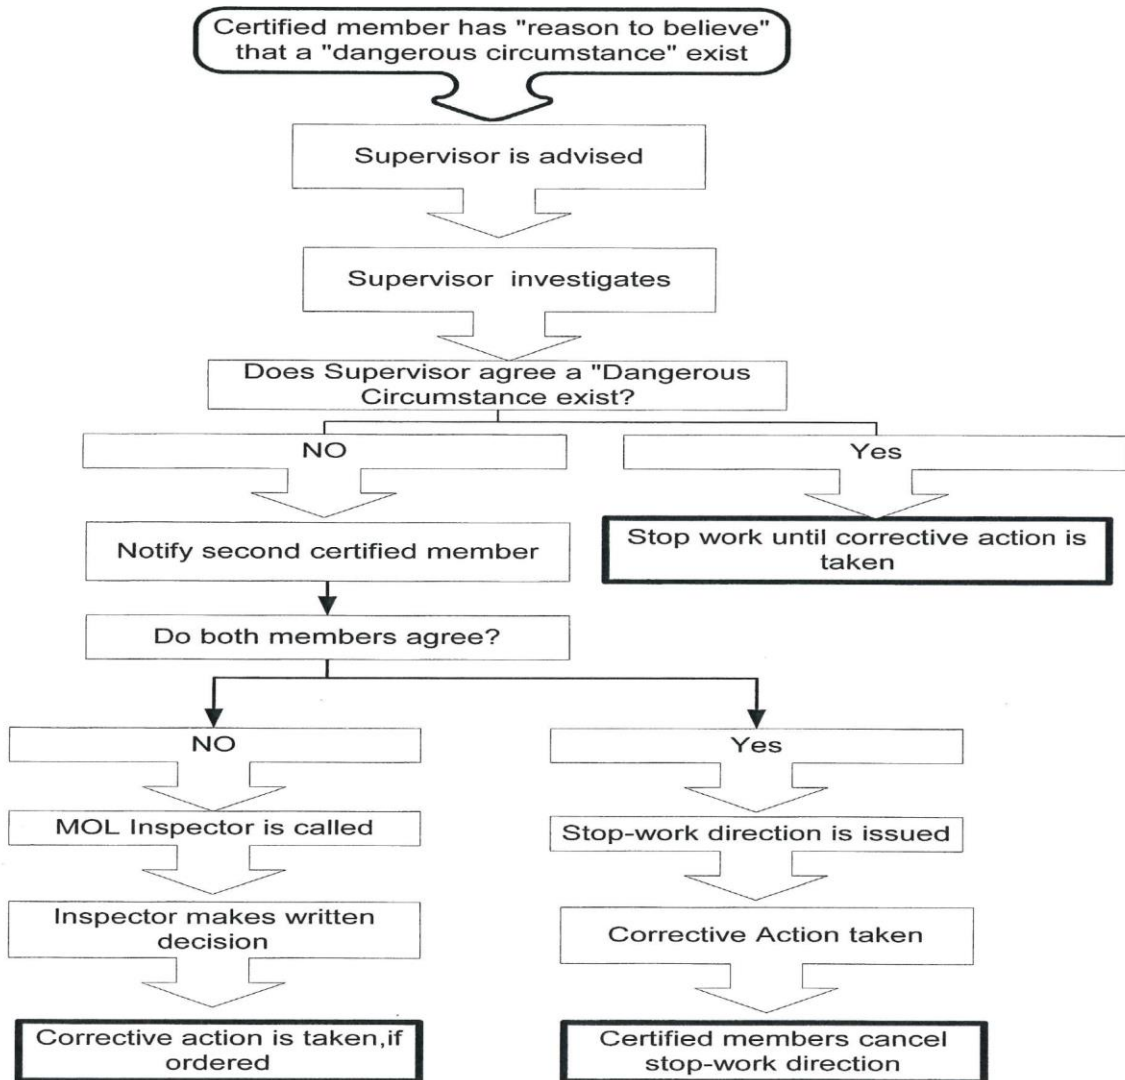 Certified member has "reason to believe"
that a "dangerous circumstance" exist
Supervisor is advised
Supervisor investigates
Does Supervisor agree a "Dangerous
Circumstance exist?
NO
Yes
Notify second certified member
Stop work until corrective action is
taken
Do both members agree?
NO
Yes
MOL Inspector is called
Stop-work direction is issued
Inspector makes written
decision
Corrective Action taken
Corrective action is taken,if
ordered
Certified members cancel
stop-work direction